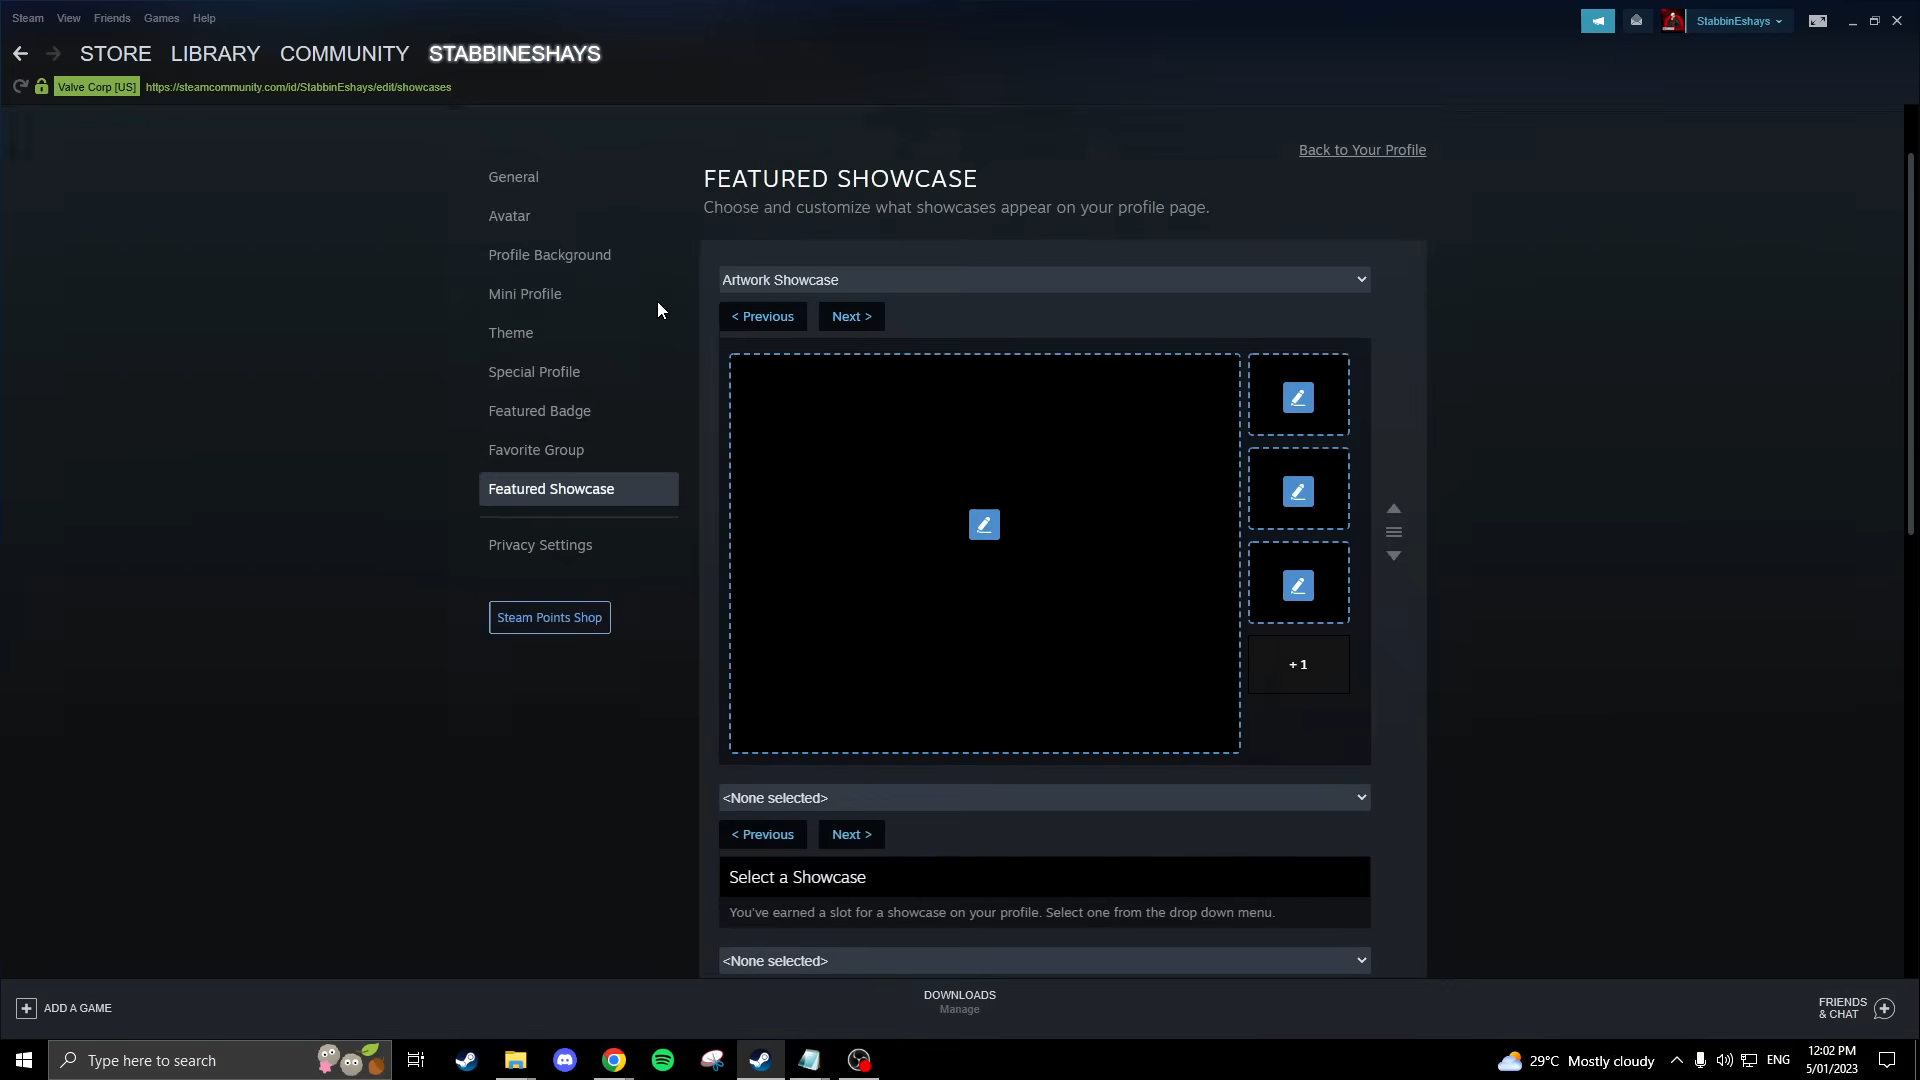 Steam View Friends Games Help
StabbinEshays
STORE LIBRARY COMMUNITY STABBINESHAYS
Valve Corp [US] https://steamcommunity.com/id/StabbinEshays/edit/showcases
Back to Your Profile
General
Avatar
Profile Background
Mini Profile
Theme
Special Profile
Featured Badge
Favorite Group
Featured Showcase
Privacy Settings
Steam Points Shop
FEATURED SHOWCASE
Choose and customize what showcases appear on your profile page.
Artwork Showcase
< Previous Next >
+ 1
<None selected>
< Previous Next >
Select a Showcase
You've earned a slot for a showcase on your profile. Select one from the drop down menu.
<None selected>
ADD A GAME
DOWNLOADS
Manage
FRIENDS
& CHAT
Type here to search
29°C Mostly cloudy
ENG
12:02 PM
5/01/2023